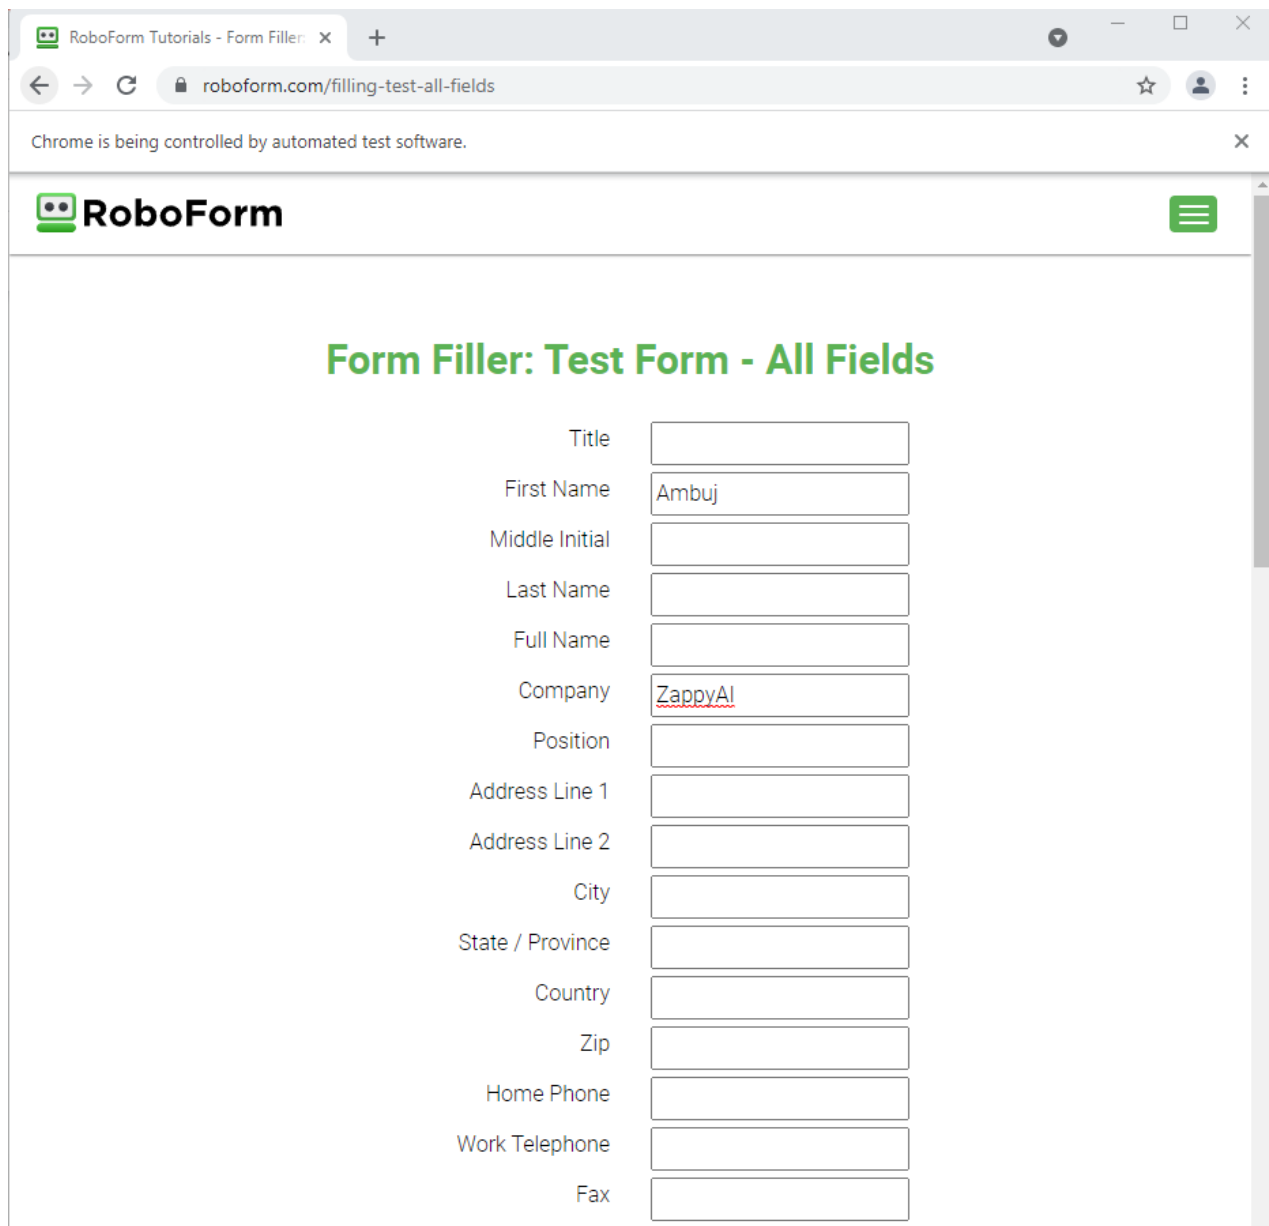 RoboForm Tutorials - Form Filler:
roboform.com/filling-test-all-fields
Chrome is being controlled by automated test software.
RoboForm
Form Filler: Test Form - All Fields
Title
First Name Ambuj
Middle Initial
Last Name
Full Name
Company ZappyAI
Position
Address Line 1
Address Line 2
City
State / Province
Country
Zip
Home Phone
Work Telephone
Fax